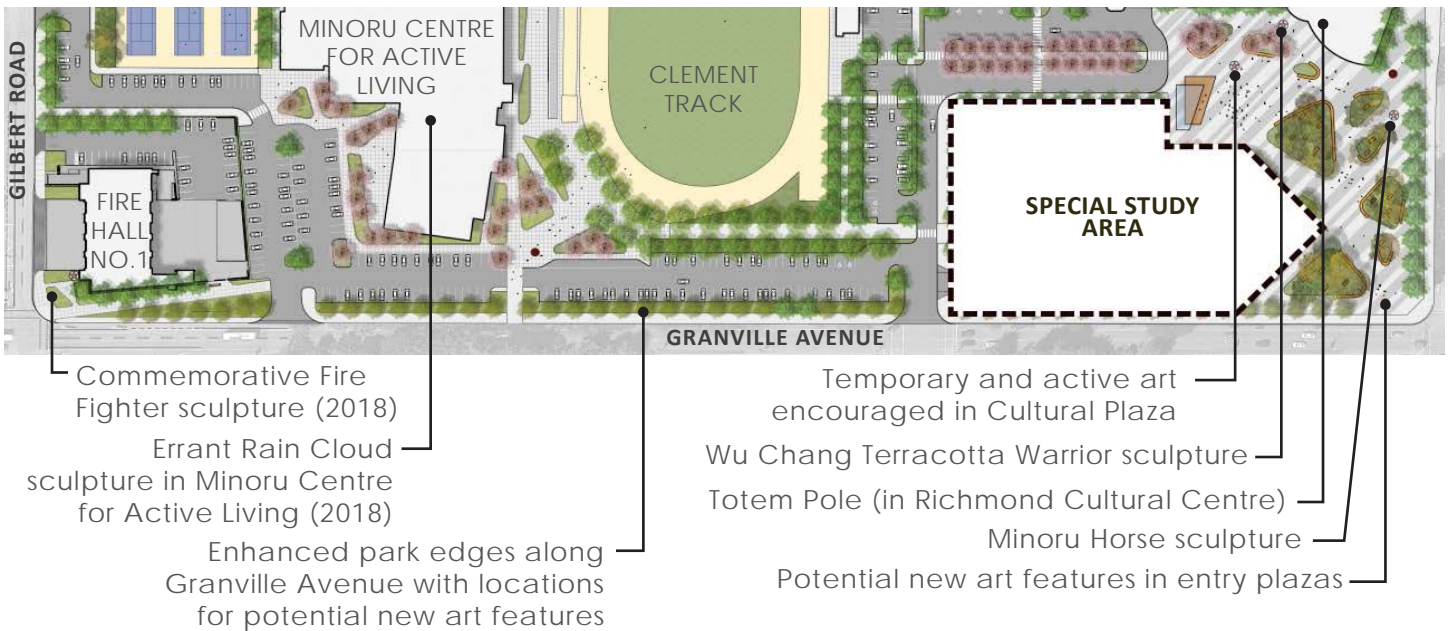 GILBERT ROAD
MINORU CENTRE
FOR ACTIVE
LIVING
CLEMENT
TRACK
FIRE
HALL
NO.1
SPECIAL STUDY
AREA
GRANVILLE AVENUE
Commemorative Fire
Fighter sculpture (2018)
Errant Rain Cloud
sculpture in Minoru Centre
for Active Living (2018)
Enhanced park edges along
Granville Avenue with locations
for potential new art features
Temporary and active art
encouraged in Cultural Plaza
Wu Chang Terracotta Warrior sculpture
Totem Pole (in Richmond Cultural Centre)
Minoru Horse sculpture
Potential new art features in entry plazas